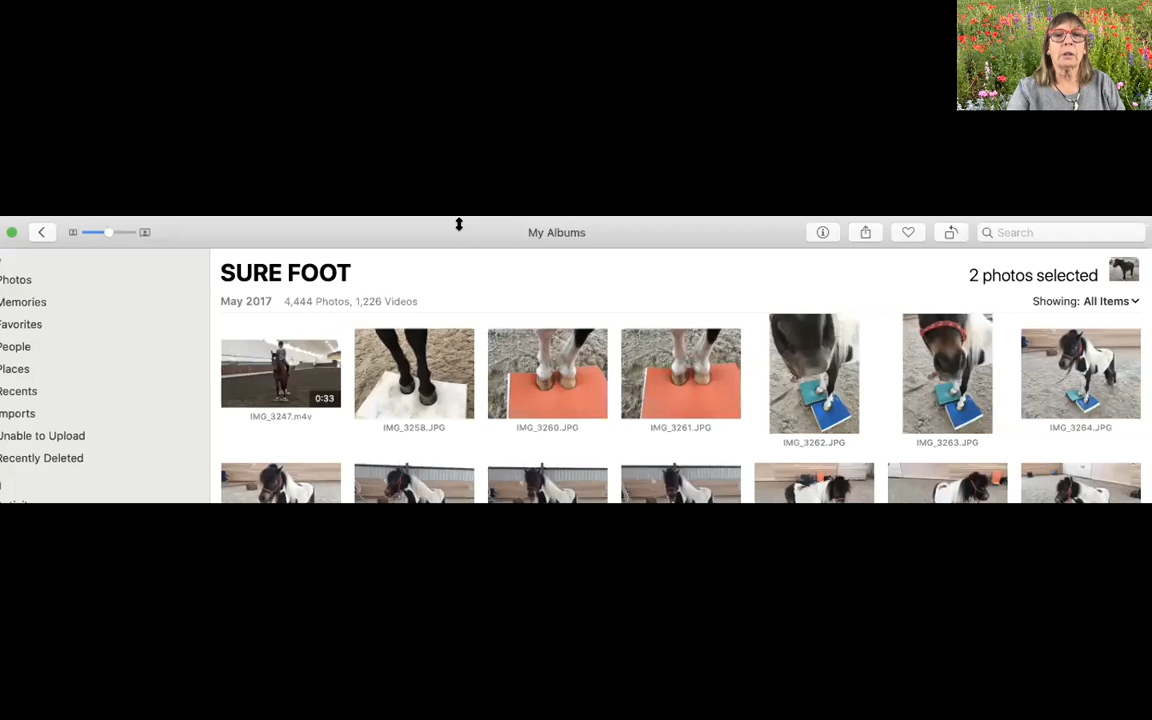 My Albums
Search
Photos
Memories
Favorites
People
Places
Recents
mports
Unable to Upload
Recently Deleted
SURE FOOT
2 photos selected
May 2017 4,444 Photos, 1,226 Videos
Showing: All Items
0:33
IMG_3247.m4v
IMG_3258.JPG
IMG_3260.JPG
IMG_3261.JPG
IMG_3262.JPG
IMG_3263.JPG
IMG_3264.JPG